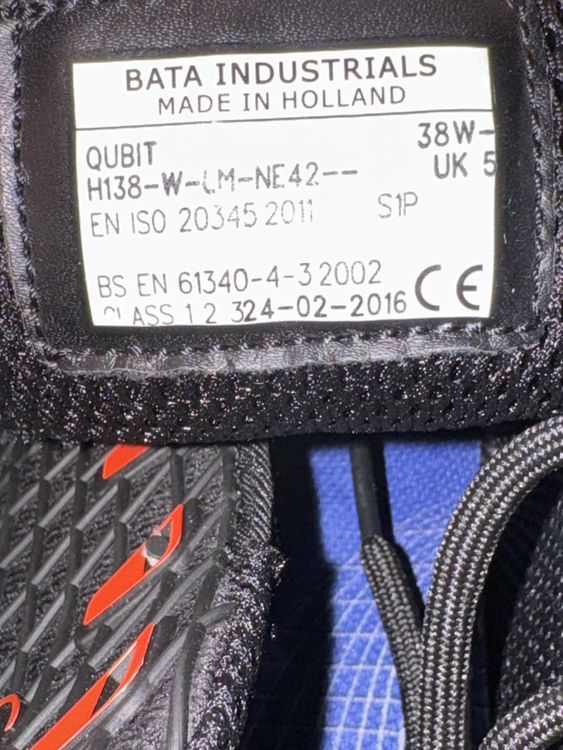 BATA INDUSTRIALS
MADE IN HOLLAND
QUBIT 38W-
H138-W-LM-NE42-- UK 5
EN ISO 20345 2011 S1P
BS EN 61340-4-3 2002
CLASS 1 2 324-02-2016 CE